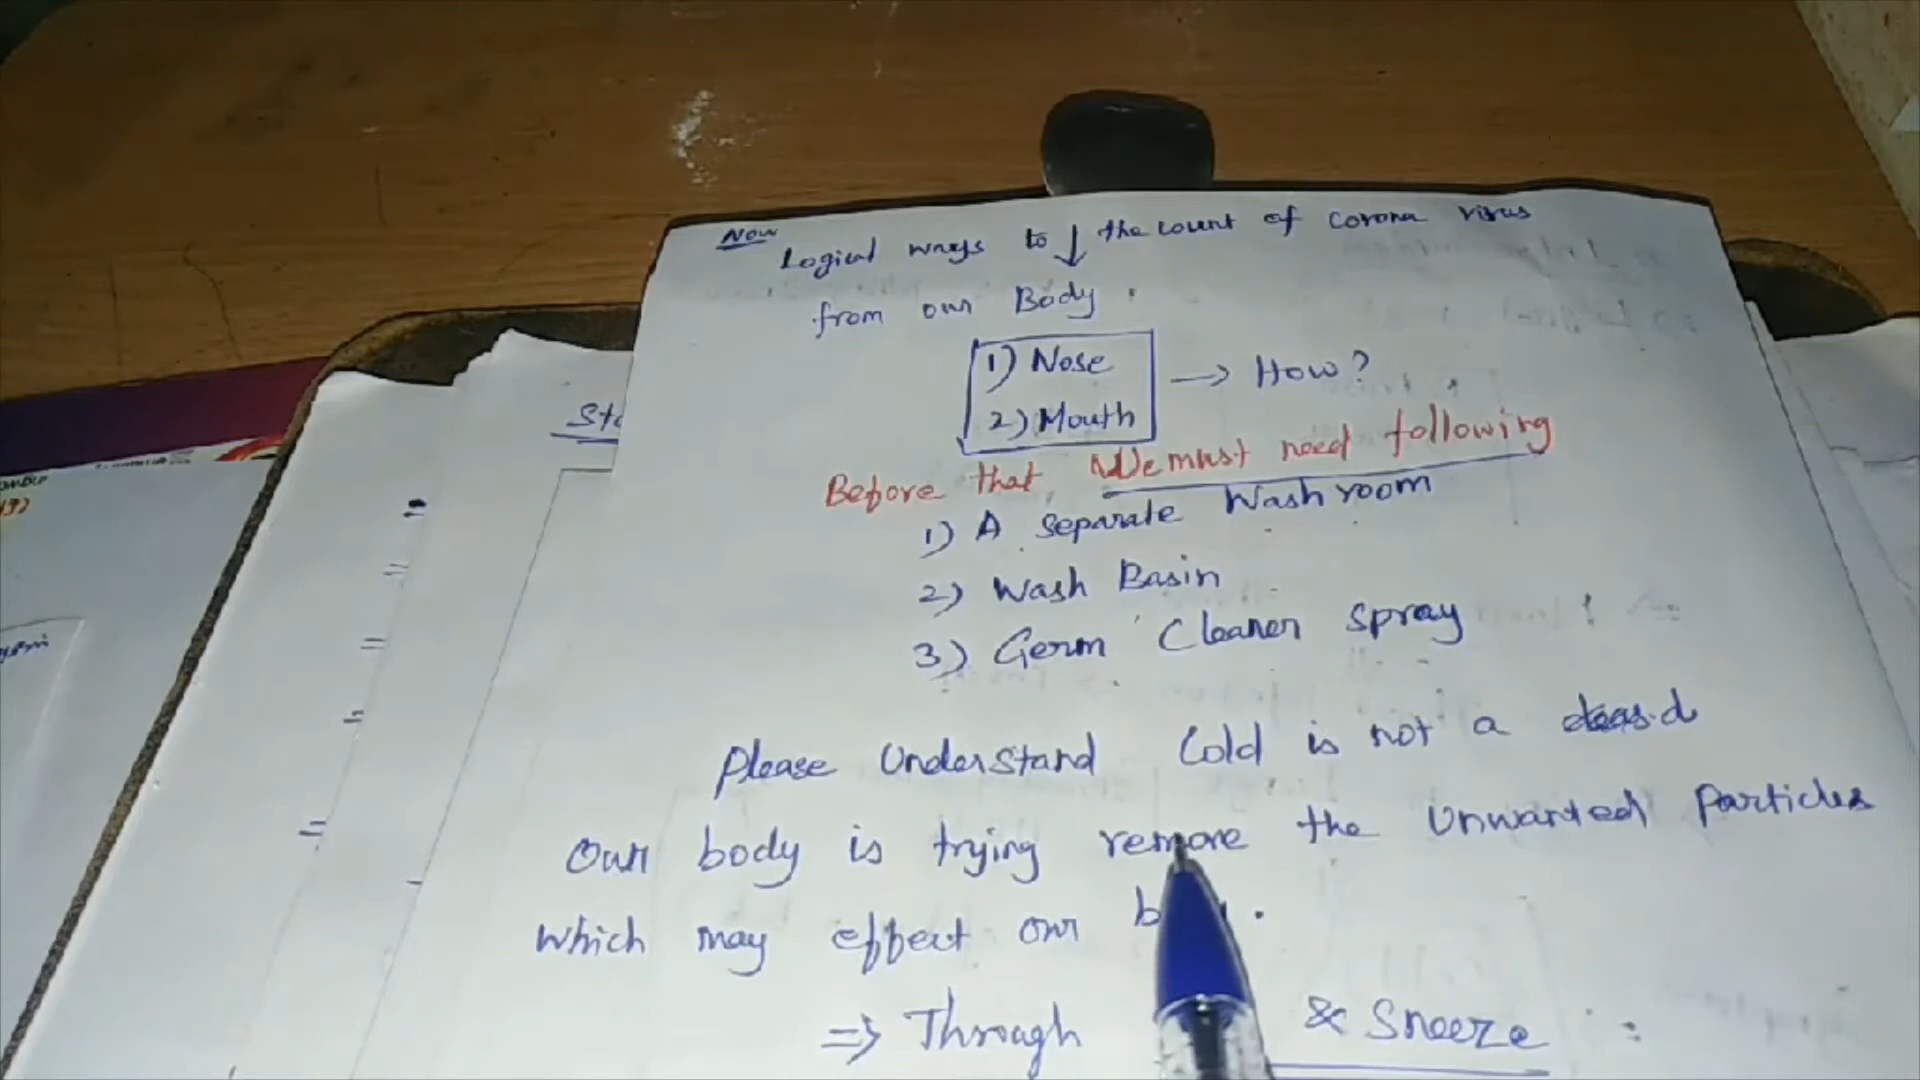 Now
Logical ways to ↓ the count of corona virus
from our Body.
1) Nose
2) Mouth
→ How?
Before that, We must need following
1) A separate Washroom
2) Wash Basin
3) Germ Cleaner spray
Please Understand Cold is not a
Our body is trying remove the Unwanted Particles
which may effect our
⇒ Through & Sneeze